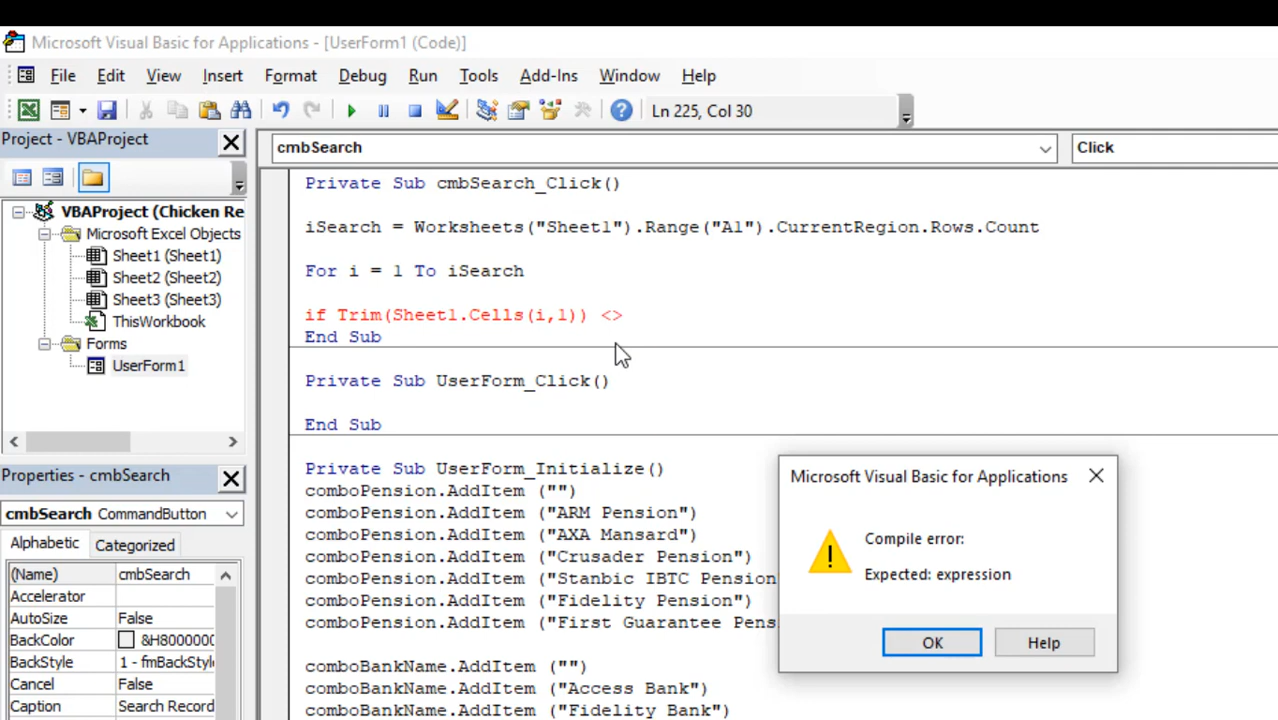 Microsoft Visual Basic for Applications - [UserForm1 (Code)]
File Edit View Insert Format Debug Run Tools Add-Ins Window Help
Ln 225, Col 30
Project - VBAProject
cmbSearch
Click
VBAProject (Chicken Re
Microsoft Excel Objects
Sheet1 (Sheet1)
Sheet2 (Sheet2)
Sheet3 (Sheet3)
ThisWorkbook
Forms
UserForm1
Private Sub cmbSearch_Click()
iSearch = Worksheets("Sheet1").Range("A1").CurrentRegion.Rows.Count
For i = 1 To iSearch
if Trim(Sheet1.Cells(i,1)) <>
End Sub
Private Sub UserForm_Click()
End Sub
Private Sub UserForm_Initialize()
comboPension.AddItem ("")
comboPension.AddItem ("ARM Pension")
comboPension.AddItem ("AXA Mansard")
comboPension.AddItem ("Crusader Pension")
comboPension.AddItem ("Stanbic IBTC Pension
comboPension.AddItem ("Fidelity Pension")
comboPension.AddItem ("First Guarantee Pens
comboBankName.AddItem ("")
comboBankName.AddItem ("Access Bank")
comboBankName.AddItem ("Fidelity Bank")
Properties - cmbSearch
cmbSearch CommandButton
Alphabetic Categorized
(Name) cmbSearch
Accelerator
AutoSize False
BackColor &H8000000
BackStyle 1 - fmBackStyl
Cancel False
Caption Search Record
Microsoft Visual Basic for Applications
Compile error:
Expected: expression
OK Help